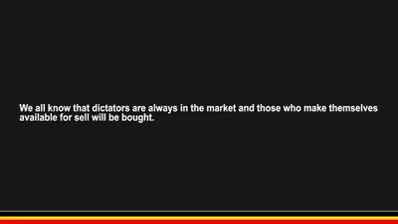 We all know that dictators are always in the market and those who make themselves
available for sell will be bought.